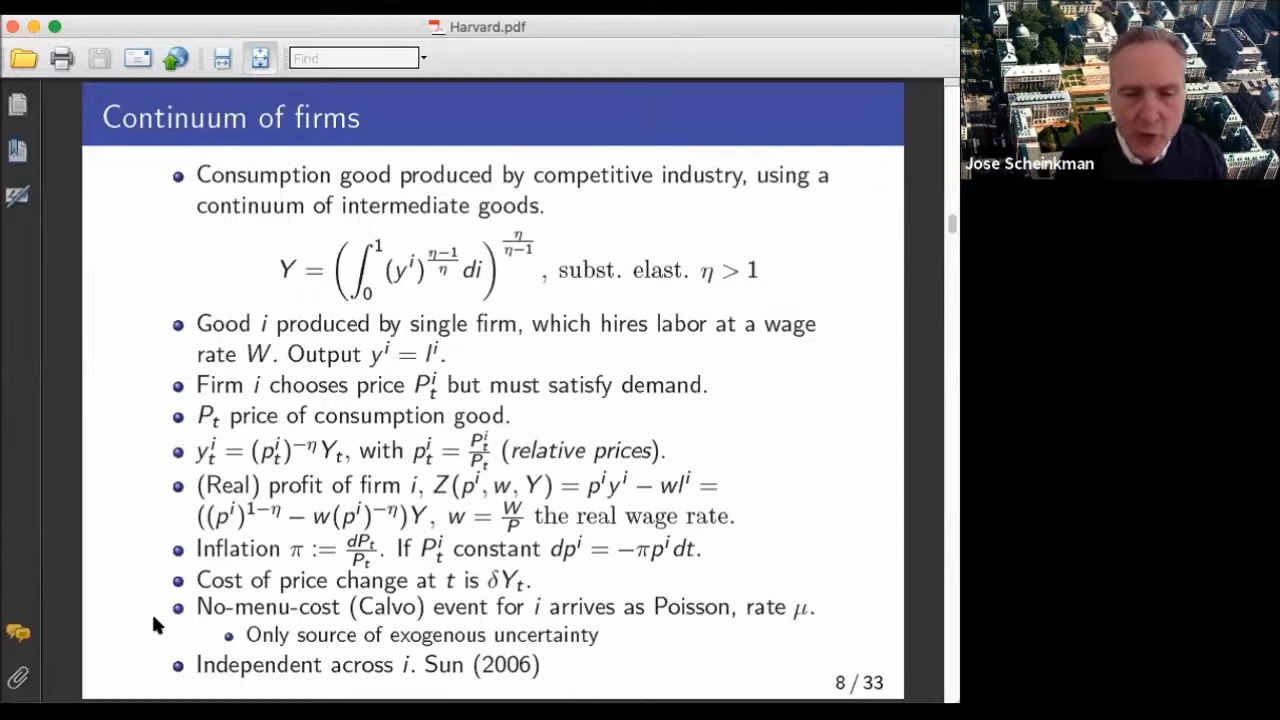 Harvard.pdf
Find
Continuum of firms
Consumption good produced by competitive industry, using a
continuum of intermediate goods.
Y = (∫₀¹ (yⁱ)^{(η−1)/η} di)^{η/(η−1)}, subst. elast. η > 1
Good i produced by single firm, which hires labor at a wage
rate W. Output yⁱ = lⁱ.
Firm i chooses price Pₜⁱ but must satisfy demand.
Pₜ price of consumption good.
yₜⁱ = (pₜⁱ)^{−η}Yₜ, with pₜⁱ = Pₜⁱ/Pₜ (relative prices).
(Real) profit of firm i, Z(pⁱ, w, Y) = pⁱyⁱ − wlⁱ =
((pⁱ)^{1−η} − w(pⁱ)^{−η})Y, w = W/P the real wage rate.
Inflation π := dPₜ/Pₜ. If Pₜⁱ constant dpⁱ = −πpⁱdt.
Cost of price change at t is δYₜ.
No-menu-cost (Calvo) event for i arrives as Poisson, rate μ.
Only source of exogenous uncertainty
Independent across i. Sun (2006)
8 / 33
Jose Scheinkman